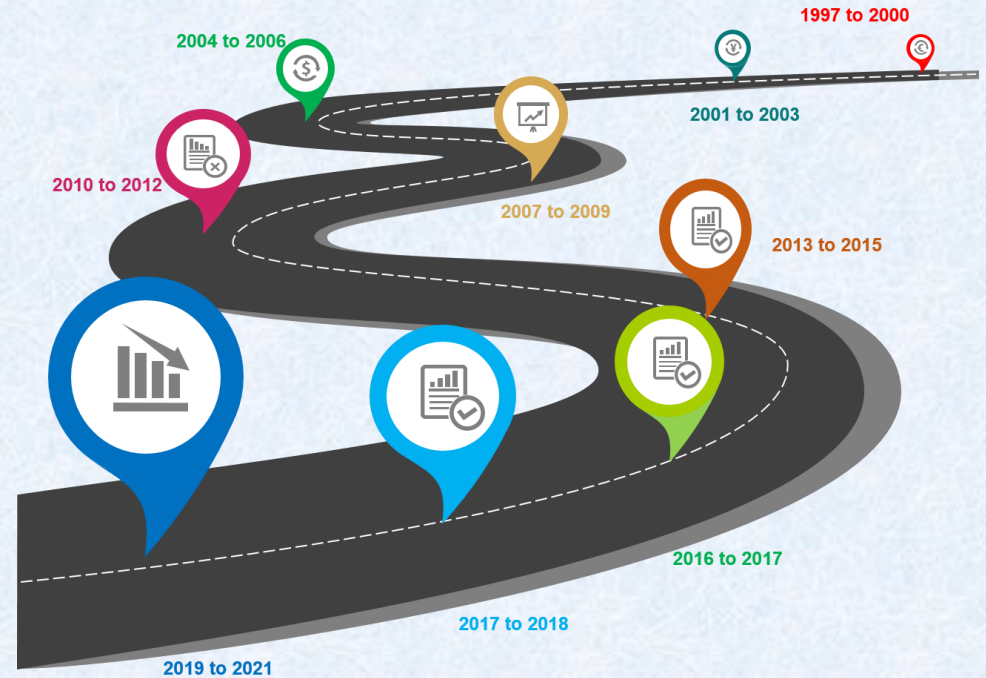 1997 to 2000
2004 to 2006
2001 to 2003
2010 to 2012
2007 to 2009
2013 to 2015
2016 to 2017
2017 to 2018
2019 to 2021
$
¥
€